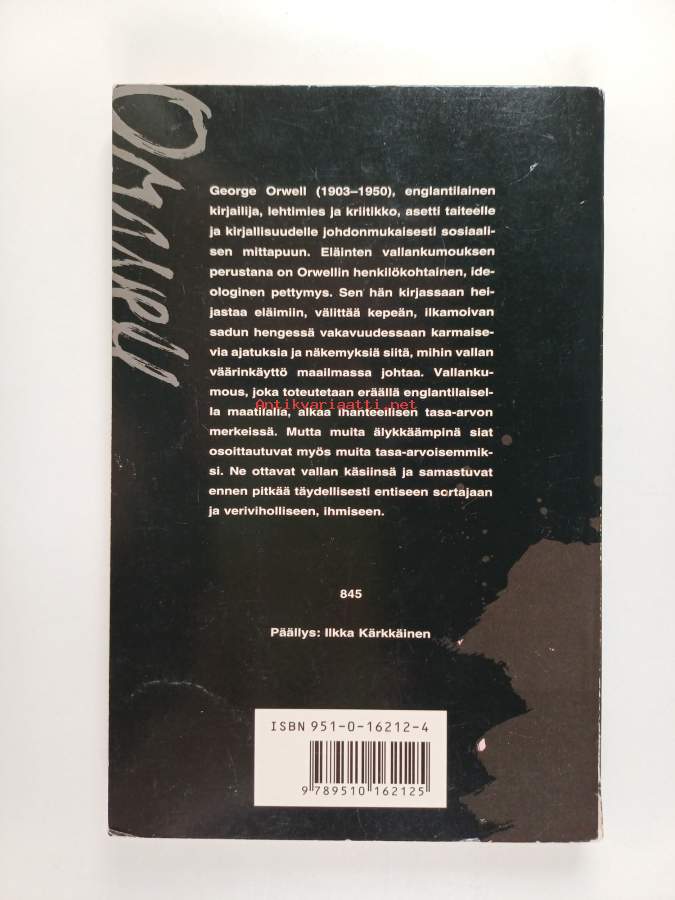 Orwell
George Orwell (1903–1950), englantilainen
kirjailija, lehtimies ja kriitikko, asetti taiteelle
ja kirjallisuudelle johdonmukaisesti sosiaali-
sen mittapuun. Eläinten vallankumouksen
perustana on Orwellin henkilökohtainen, ide-
ologinen pettymys. Sen hän kirjassaan hei-
jastaa eläimiin, välittää kepeän, ilkamoivan
sadun hengessä vakavuudessaan karmaise-
via ajatuksia ja näkemyksiä siitä, mihin vallan
väärinkäyttö maailmassa johtaa. Vallanku-
mous, joka toteutetaan eräällä englantilaisel-
Antikvariaatti.net
la maatilalla, alkaa ihanteellisen tasa-arvon
merkeissä. Mutta muita älykkäämpinä siat
osoittautuvat myös muita tasa-arvoisemmik-
si. Ne ottavat vallan käsiinsä ja samastuvat
ennen pitkää täydellisesti entiseen sortajaan
ja veriviholliseen, ihmiseen.
845
Päällys: Ilkka Kärkkäinen
ISBN 951-0-16212-4
9 789510 162125